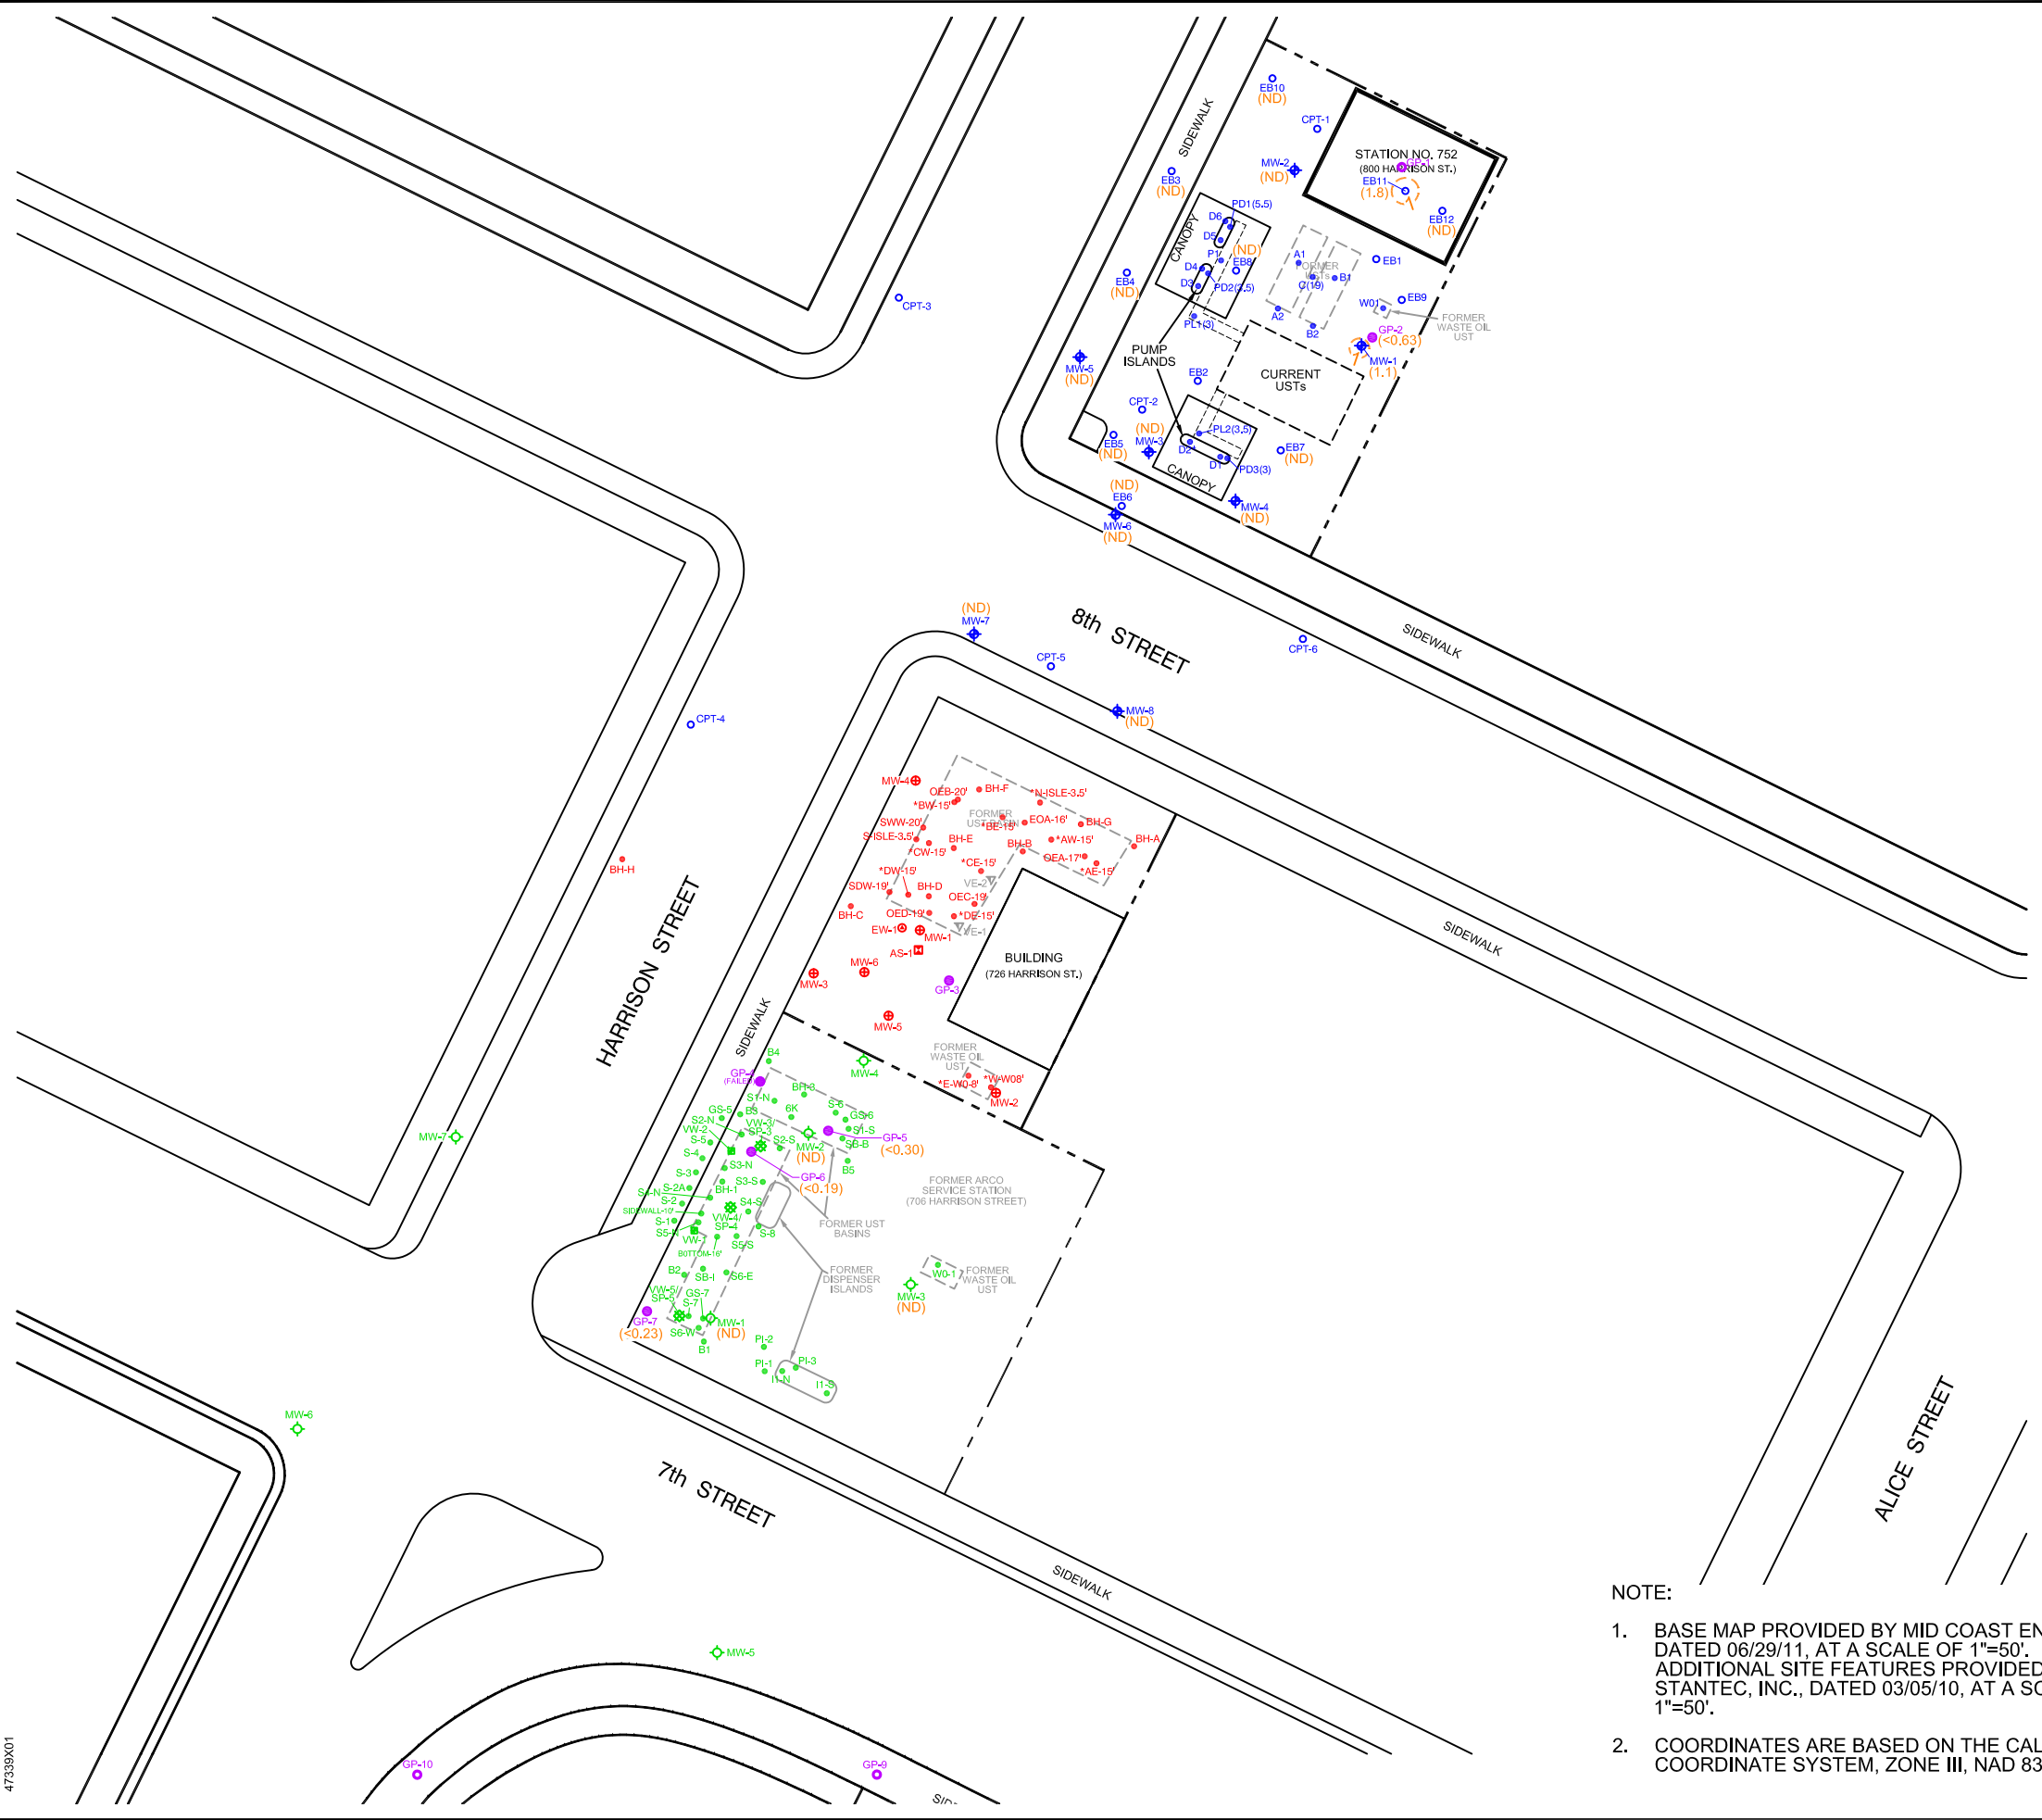 EB10
(ND)
CPT-1
SIDEWALK
STATION NO. 752
(800 HARRISON ST.)
GP-1
MW-2
(ND)
EB11
(1.8)
1
EB3
(ND)
EB12
(ND)
PD1(5.5)
D6
D5
(ND)
CANOPY
P1
EB8
D4
D3
PD2(3.5)
PL1(3)
A1
FORMER
USTs
C(19)
B1
EB1
A2
B2
W01
EB9
FORMER
WASTE OIL
UST
EB4
(ND)
CPT-3
GP-2
(<0.63)
MW-1
(1.1)
1
PUMP
ISLANDS
CURRENT
USTs
MW-5
(ND)
EB2
CPT-2
(ND)
MW-3
EB5
(ND)
PL2(3.5)
D2
D1
PD3(3)
CANOPY
EB7
(ND)
(ND)
EB6
MW-6
(ND)
MW-4
(ND)
(ND)
MW-7
8th STREET
SIDEWALK
CPT-5
CPT-6
CPT-4
MW-8
(ND)
MW-4
OEB-20'
BH-F
*N-ISLE-3.5'
*BW-15'
FORMER
UST BASIN
*BE-15'
EOA-16'
BH-G
SWW-20'
S-ISLE-3.5'
*CW-15'
BH-E
BH-B
*AW-15'
BH-A
OEA-17'
*AE-15'
*CE-15'
*DW-15'
VE-2
BH-H
SDW-19'
BH-D
OEC-19'
BH-C
OED-19'
*DE-15'
EW-1
MW-1
VE-1
AS-1
SIDEWALK
BUILDING
(726 HARRISON ST.)
MW-6
MW-3
GP-3
MW-5
HARRISON STREET
SIDEWALK
FORMER
WASTE OIL
UST
B4
MW-4
GP-4
(FAILED)
*E-W0-8'
*W-W08'
MW-2
BH-3
S1-N
6K
S-6
GS-6
GS-5
B3
S2-N
VW-3/
SP-3
S1-S
SB-B
GP-5
(<0.30)
VW-2
S2-S
MW-2
(ND)
S-5
B5
MW-7
S-4
S3-N
GP-6
(<0.19)
S-3
S3-S
FORMER ARCO
SERVICE STATION
(706 HARRISON STREET)
S-2A
BH-1
S4-N
S-2
S4-S
SIDEWALL-10'
VW-4/
SP-4
S-1
S5-N
VW-1
S5/S
S-8
FORMER UST
BASINS
BOTTOM-16'
B2
SB-I
S6-E
FORMER
DISPENSER
ISLANDS
W0-1
FORMER
WASTE OIL
UST
VW-5/
SP-5
GS-7
S-7
MW-3
(ND)
GP-7
(<0.23)
S6-W
MW-1
(ND)
B1
PI-2
PI-1
PI-3
I1-N
I1-S
MW-6
7th STREET
ALICE STREET
SIDEWALK
MW-5
GP-10
GP-9
47339X01
NOTE:
1. BASE MAP PROVIDED BY MID COAST EN
DATED 06/29/11, AT A SCALE OF 1"=50'.
ADDITIONAL SITE FEATURES PROVIDED
STANTEC, INC., DATED 03/05/10, AT A SC
1"=50'.
2. COORDINATES ARE BASED ON THE CAL
COORDINATE SYSTEM, ZONE III, NAD 83